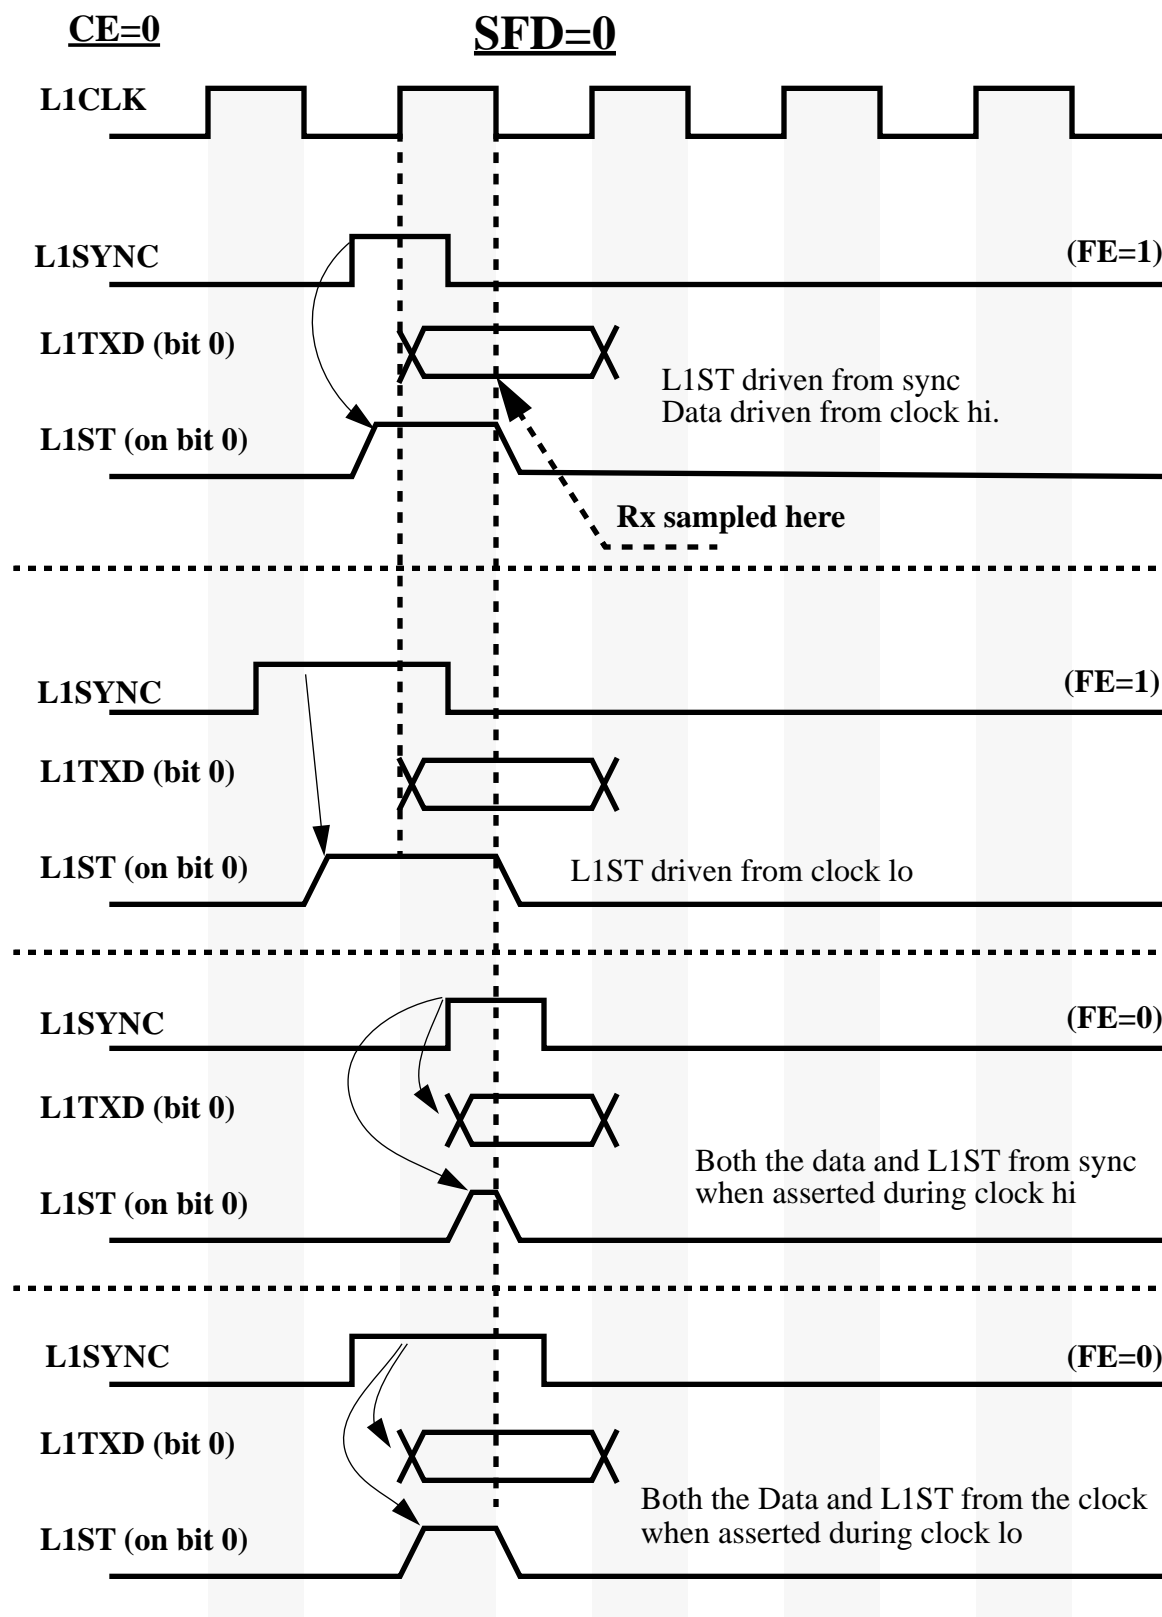 CE=0
SFD=0
L1CLK
L1SYNC
(FE=1)
L1TXD (bit 0)
L1ST driven from sync
Data driven from clock hi.
L1ST (on bit 0)
Rx sampled here
L1SYNC
(FE=1)
L1TXD (bit 0)
L1ST (on bit 0)
L1ST driven from clock lo
L1SYNC
(FE=0)
L1TXD (bit 0)
Both the data and L1ST from sync
when asserted during clock hi
L1ST (on bit 0)
L1SYNC
(FE=0)
L1TXD (bit 0)
Both the Data and L1ST from the clock
when asserted during clock lo
L1ST (on bit 0)